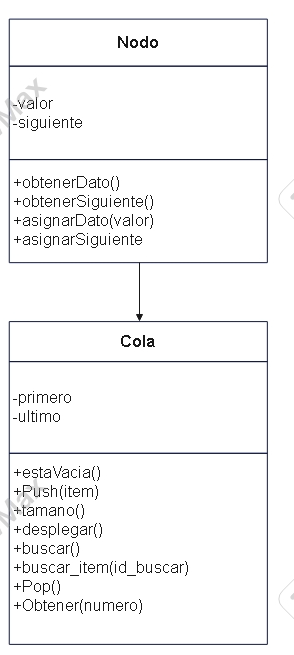 Nodo
-valor
-siguiente
+obtenerDato()
+obtenerSiguiente()
+asignarDato(valor)
+asignarSiguiente
Cola
-primero
-ultimo
+estaVacia()
+Push(item)
+tamano()
+desplegar()
+buscar()
+buscar_item(id_buscar)
+Pop()
+Obtener(numero)